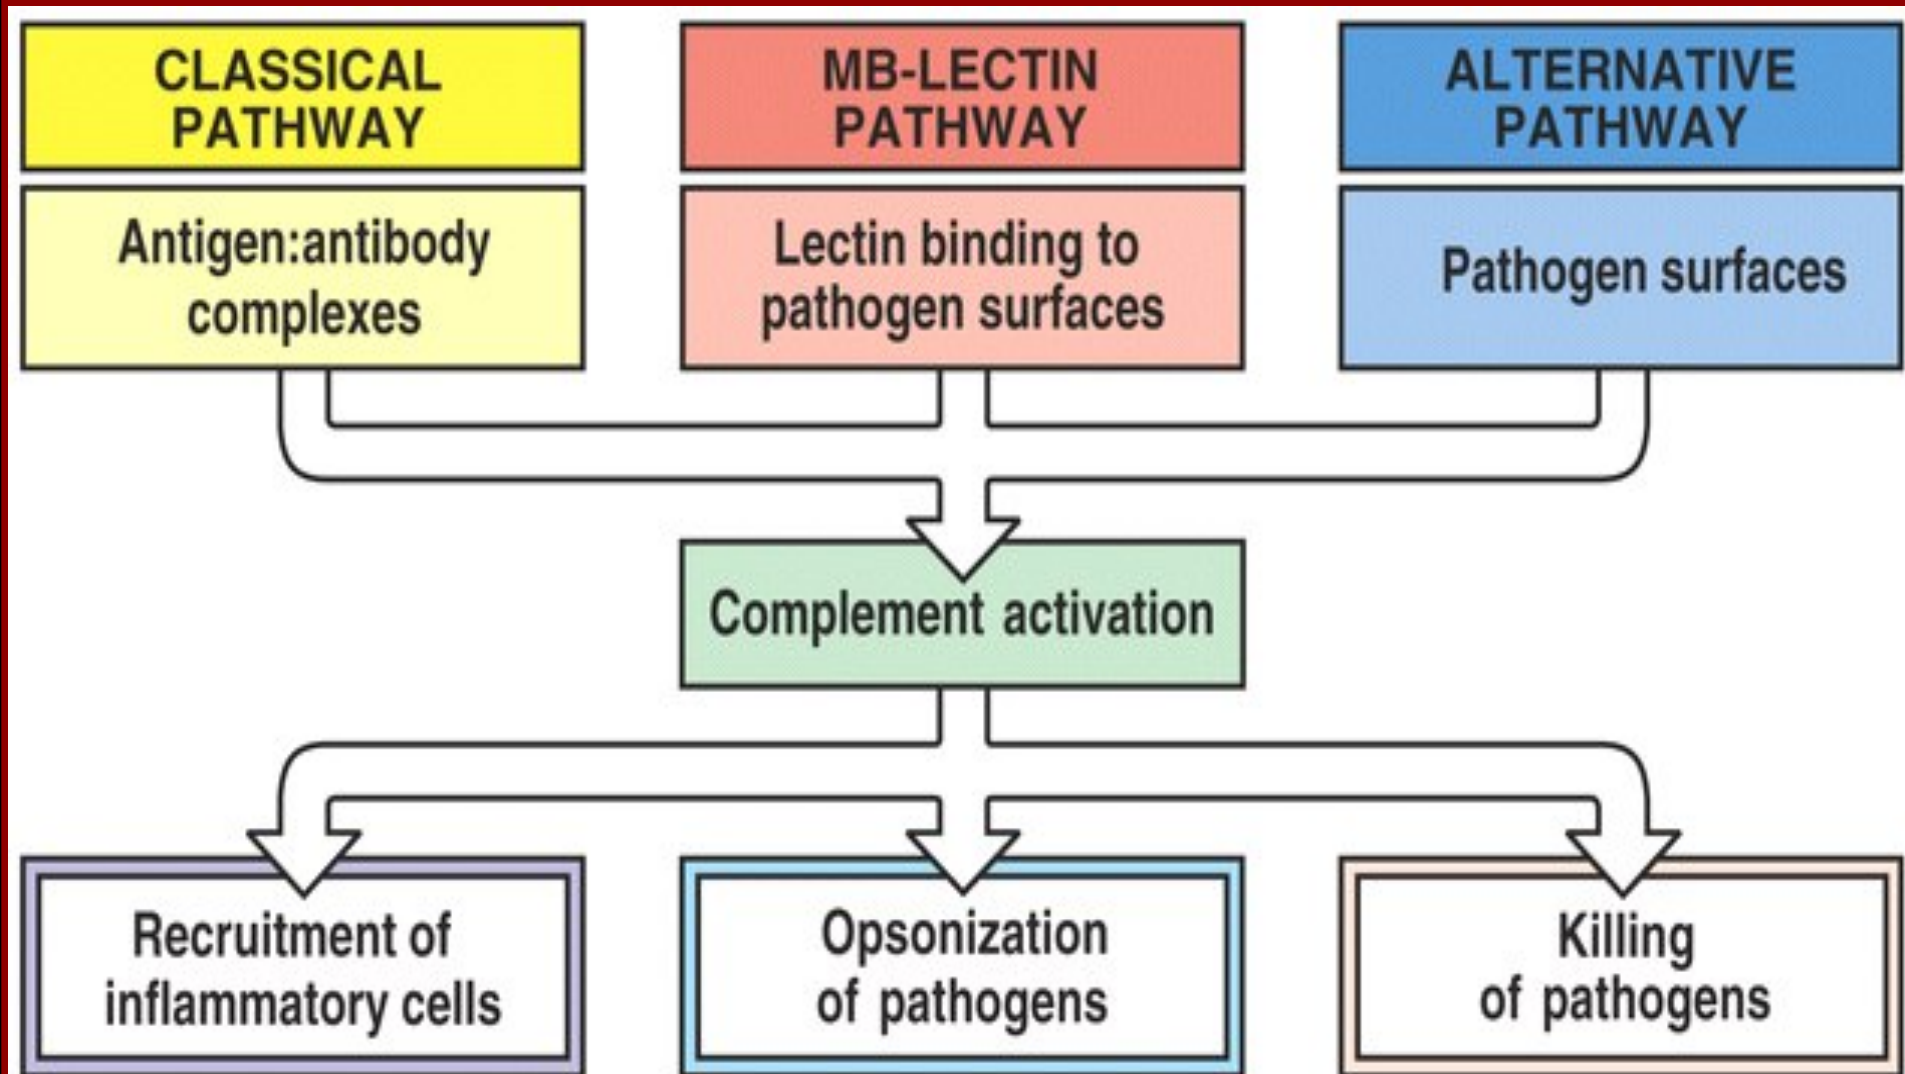 CLASSICAL
PATHWAY
Antigen:antibody
complexes
MB-LECTIN
PATHWAY
Lectin binding to
pathogen surfaces
ALTERNATIVE
PATHWAY
Pathogen surfaces
Complement activation
Recruitment of
inflammatory cells
Opsonization
of pathogens
Killing
of pathogens